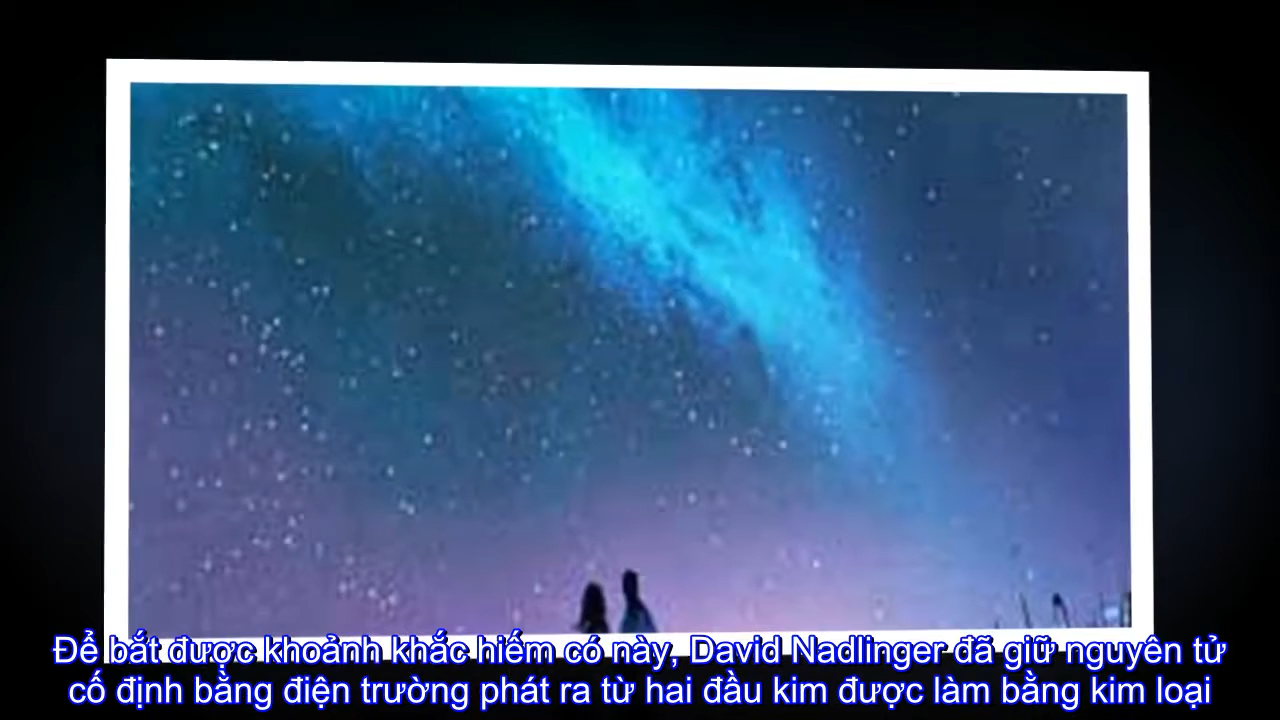 Để bắt được khoảnh khắc hiếm có này, David Nadlinger đã giữ nguyên tử
cố định bằng điện trường phát ra từ hai đầu kim được làm bằng kim loại